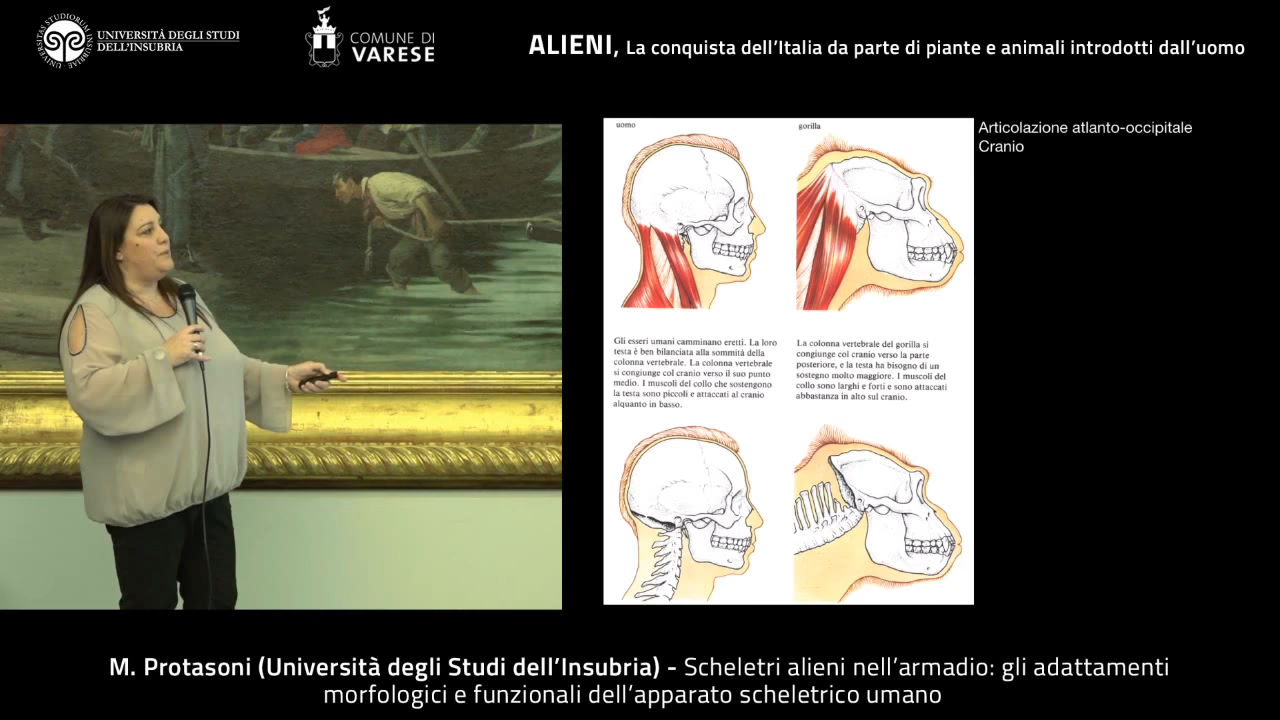 UNIVERSITÀ DEGLI STUDI
DELL'INSUBRIA
COMUNE DI
VARESE
ALIENI, La conquista dell'Italia da parte di piante e animali introdotti dall'uomo
uomo
gorilla
Articolazione atlanto-occipitale
Cranio
Gli esseri umani camminano eretti. La loro
testa è ben bilanciata alla sommità della
colonna vertebrale. La colonna vertebrale
si congiunge col cranio verso il suo punto
medio. I muscoli del collo che sostengono
la testa sono piccoli e attaccati al cranio
alquanto in basso.
La colonna vertebrale del gorilla si
congiunge col cranio verso la parte
posteriore, e la testa ha bisogno di un
sostegno molto maggiore. I muscoli del
collo sono larghi e forti e sono attaccati
abbastanza in alto sul cranio.
M. Protasoni (Università degli Studi dell'Insubria) - Scheletri alieni nell'armadio: gli adattamenti
morfologici e funzionali dell'apparato scheletrico umano